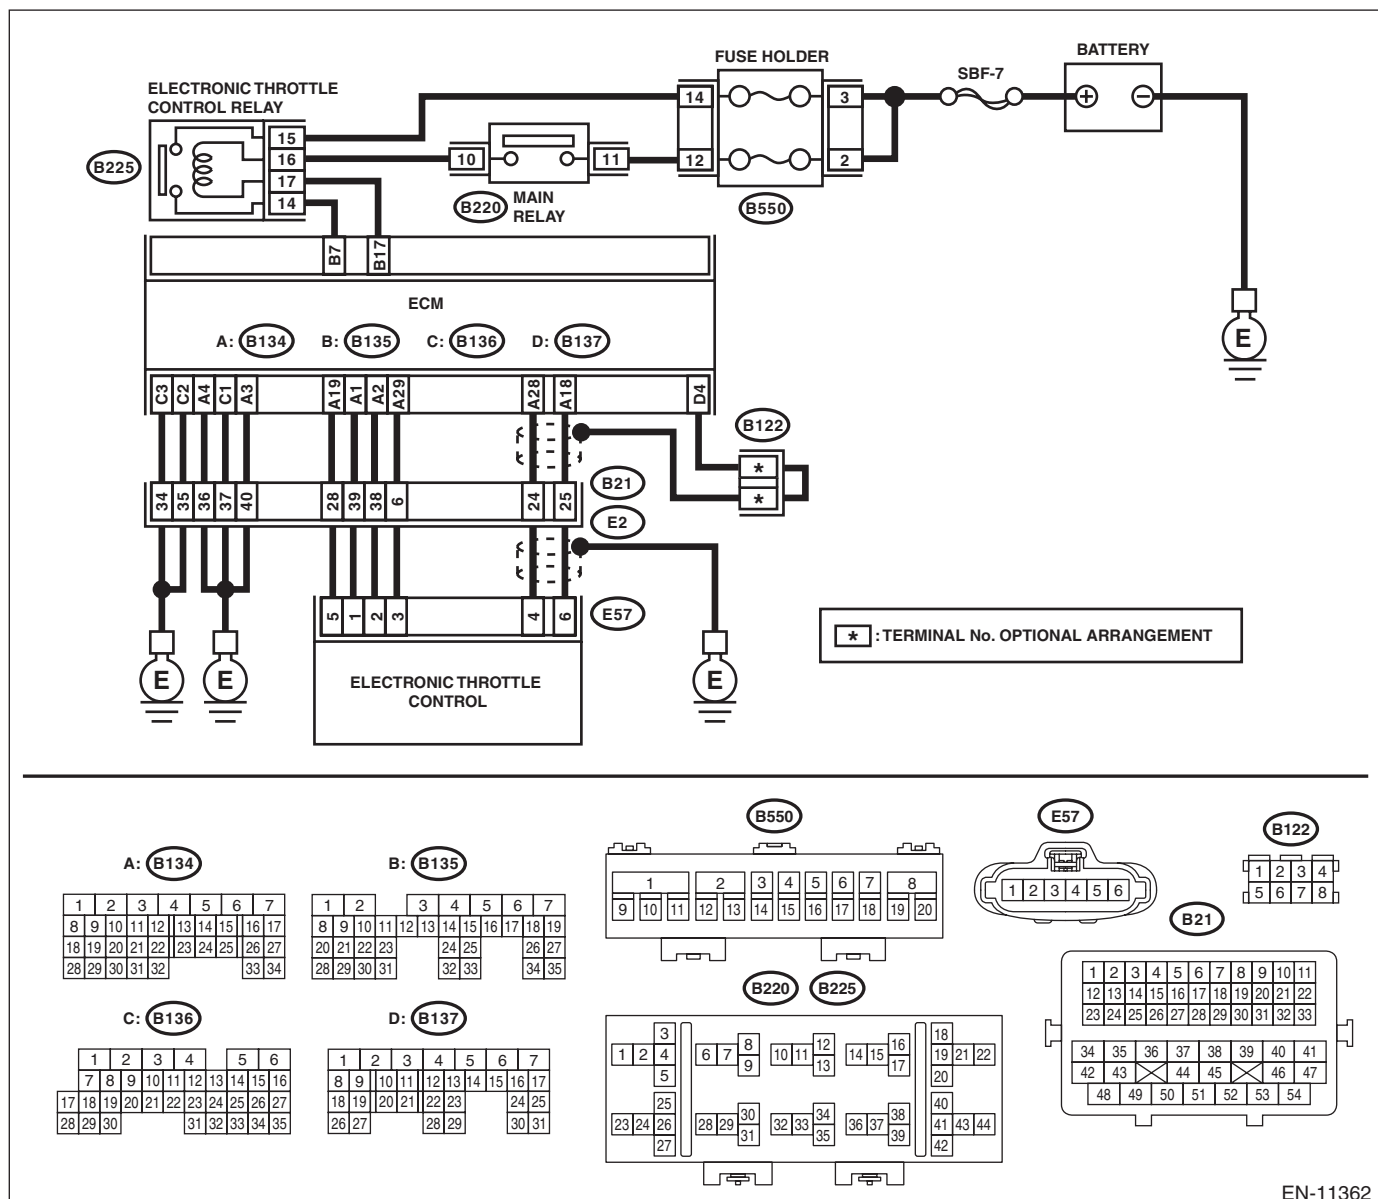 BATTERY
FUSE HOLDER
SBF-7
ELECTRONIC THROTTLE
CONTROL RELAY
14
3
12
2
15
16
17
14
10
11
B225
B220
MAIN
RELAY
B550
B7
B17
ECM
A: B134
B: B135
C: B136
D: B137
E
C3
C2
A4
C1
A3
A19
A1
A2
A29
A28
A18
D4
B122
*
*
34
35
36
37
40
28
39
38
6
24
25
B21
E2
5
1
2
3
4
6
E57
* : TERMINAL No. OPTIONAL ARRANGEMENT
E
E
E
ELECTRONIC THROTTLE
CONTROL
A: B134
1 2 3 4 5 6 7
8 9 10 11 12 13 14 15 16 17
18 19 20 21 22 23 24 25 26 27
28 29 30 31 32 33 34
B: B135
1 2 3 4 5 6 7
8 9 10 11 12 13 14 15 16 17 18 19
20 21 22 23 24 25 26 27
28 29 30 31 32 33 34 35
C: B136
1 2 3 4 5 6
7 8 9 10 11 12 13 14 15 16
17 18 19 20 21 22 23 24 25 26 27
28 29 30 31 32 33 34 35
D: B137
1 2 3 4 5 6 7
8 9 10 11 12 13 14 15 16 17
18 19 20 21 22 23 24 25
26 27 28 29 30 31
B550
1 2 3 4 5 6 7 8
9 10 11 12 13 14 15 16 17 18 19 20
E57
1 2 3 4 5 6
B122
1 2 3 4
5 6 7 8
B220 B225
3 8 12 16 18
1 2 4 6 7 10 11 14 15 19 21 22
5 9 13 17 20
25 30 34 38 40
23 24 26 28 29 32 33 36 37 41 43 44
27 31 35 39 42
B21
1 2 3 4 5 6 7 8 9 10 11
12 13 14 15 16 17 18 19 20 21 22
23 24 25 26 27 28 29 30 31 32 33
34 35 36 37 38 39 40 41
42 43 44 45 46 47
48 49 50 51 52 53 54
EN-11362